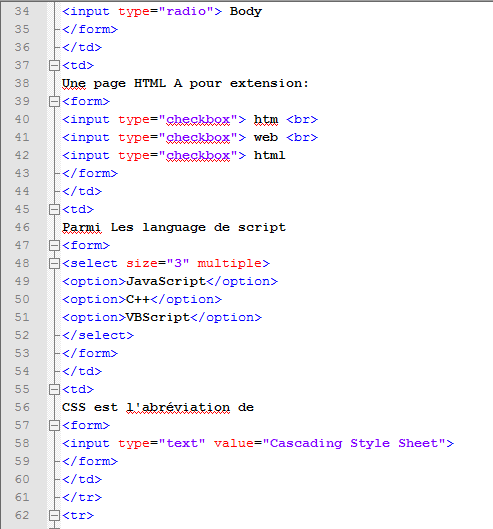 34 <input type="radio"> Body
35 </form>
36 </td>
37 <td>
38 Une page HTML A pour extension:
39 <form>
40 <input type="checkbox"> htm <br>
41 <input type="checkbox"> web <br>
42 <input type="checkbox"> html
43 </form>
44 </td>
45 <td>
46 Parmi Les language de script
47 <form>
48 <select size="3" multiple>
49 <option>JavaScript</option>
50 <option>C++</option>
51 <option>VBScript</option>
52 </select>
53 </form>
54 </td>
55 <td>
56 CSS est l'abréviation de
57 <form>
58 <input type="text" value="Cascading Style Sheet">
59 </form>
60 </td>
61 </tr>
62 <tr>